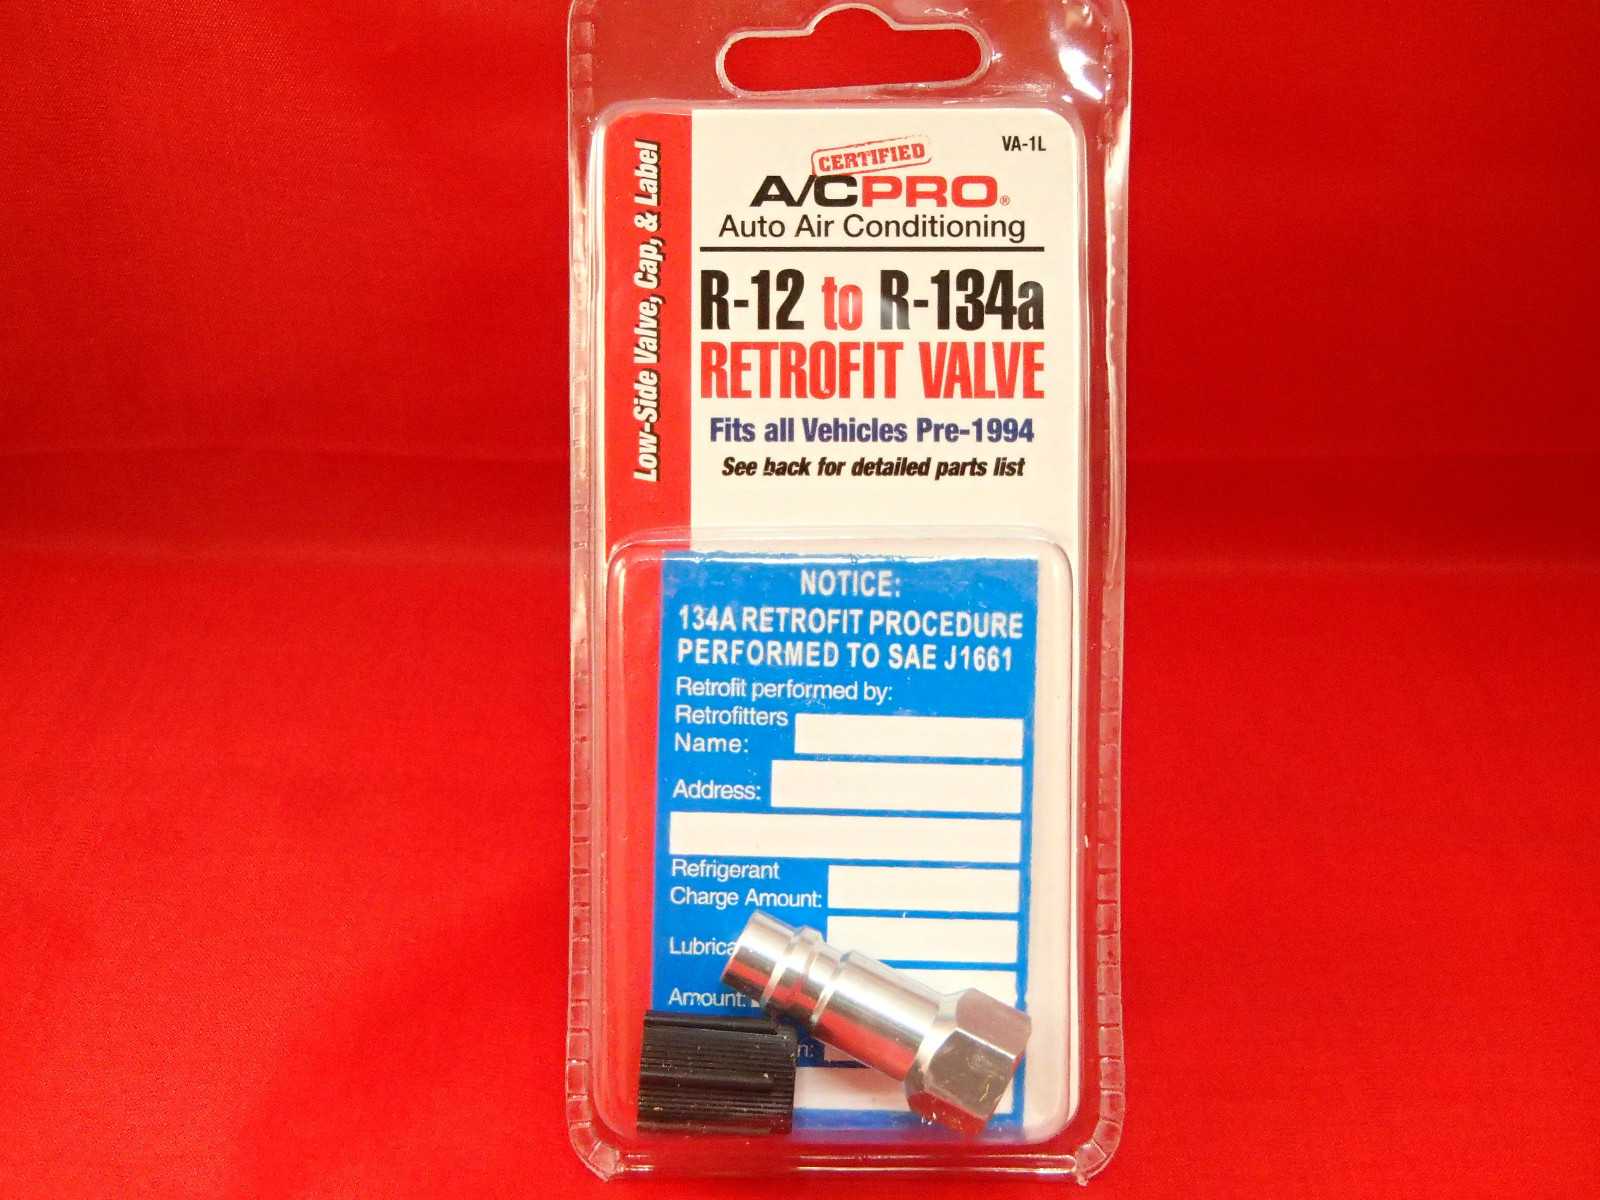 VA-1L
CERTIFIED
A/CPRO®
Auto Air Conditioning
R-12 to R-134a
RETROFIT VALVE
Fits all Vehicles Pre-1994
See back for detailed parts list
Low-Side Valve, Cap, & Label
NOTICE:
134A RETROFIT PROCEDURE
PERFORMED TO SAE J1661
Retrofit performed by:
Retrofitters
Name:
Address:
Refrigerant
Charge Amount:
Lubrica
Amount:
n: